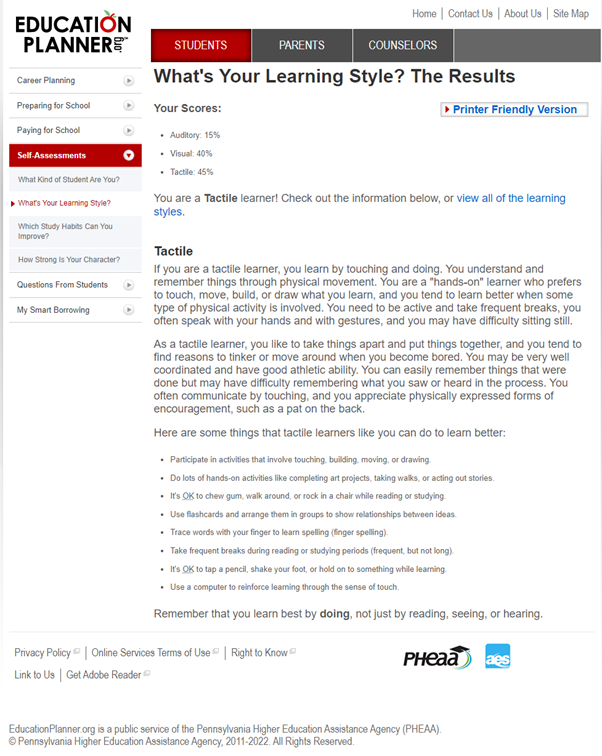 EDUCATION
PLANNER.org
Home | Contact Us | About Us | Site Map
STUDENTS
PARENTS
COUNSELORS
Career Planning
Preparing for School
Paying for School
Self-Assessments
What Kind of Student Are You?
What's Your Learning Style?
Which Study Habits Can You
Improve?
How Strong Is Your Character?
Questions From Students
My Smart Borrowing
What's Your Learning Style? The Results
Your Scores:
Printer Friendly Version
• Auditory: 15%
• Visual: 40%
• Tactile: 45%
You are a Tactile learner! Check out the information below, or view all of the learning
styles.
Tactile
If you are a tactile learner, you learn by touching and doing. You understand and
remember things through physical movement. You are a "hands-on" learner who prefers
to touch, move, build, or draw what you learn, and you tend to learn better when some
type of physical activity is involved. You need to be active and take frequent breaks, you
often speak with your hands and with gestures, and you may have difficulty sitting still.
As a tactile learner, you like to take things apart and put things together, and you tend to
find reasons to tinker or move around when you become bored. You may be very well
coordinated and have good athletic ability. You can easily remember things that were
done but may have difficulty remembering what you saw or heard in the process. You
often communicate by touching, and you appreciate physically expressed forms of
encouragement, such as a pat on the back.
Here are some things that tactile learners like you can do to learn better:
• Participate in activities that involve touching, building, moving, or drawing.
• Do lots of hands-on activities like completing art projects, taking walks, or acting out stories.
• It's OK to chew gum, walk around, or rock in a chair while reading or studying.
• Use flashcards and arrange them in groups to show relationships between ideas.
• Trace words with your finger to learn spelling (finger spelling).
• Take frequent breaks during reading or studying periods (frequent, but not long).
• It's OK to tap a pencil, shake your foot, or hold on to something while learning.
• Use a computer to reinforce learning through the sense of touch.
Remember that you learn best by doing, not just by reading, seeing, or hearing.
Privacy Policy | Online Services Terms of Use | Right to Know
Link to Us | Get Adobe Reader
PHEAA
aes
EducationPlanner.org is a public service of the Pennsylvania Higher Education Assistance Agency (PHEAA).
© Pennsylvania Higher Education Assistance Agency, 2011-2022. All Rights Reserved.